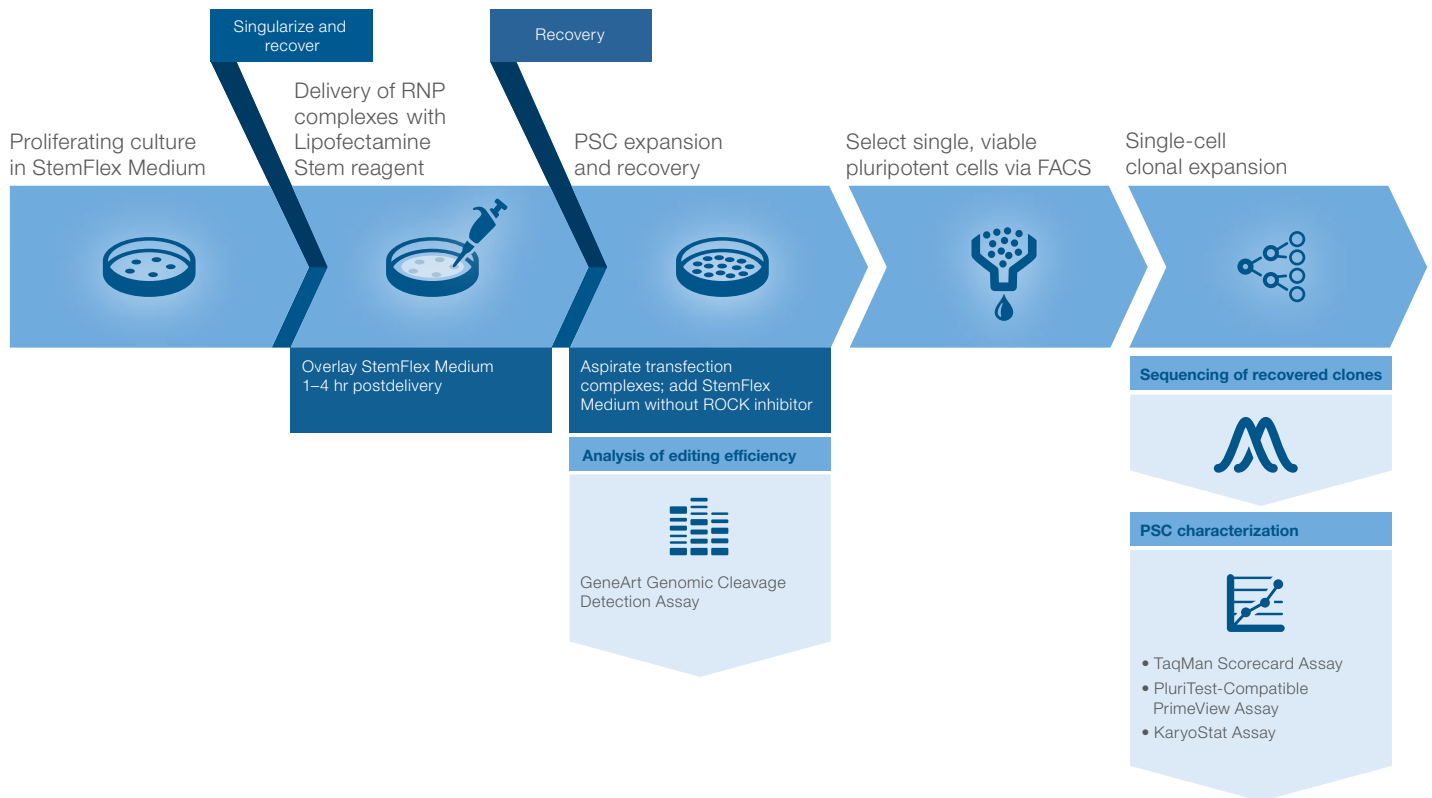 Singularize and
recover
Recovery
Proliferating culture
in StemFlex Medium
Delivery of RNP
complexes with
Lipofectamine
Stem reagent
PSC expansion
and recovery
Select single, viable
pluripotent cells via FACS
Single-cell
clonal expansion
Overlay StemFlex Medium
1–4 hr postdelivery
Aspirate transfection
complexes; add StemFlex
Medium without ROCK inhibitor
Analysis of editing efficiency
GeneArt Genomic Cleavage
Detection Assay
Sequencing of recovered clones
PSC characterization
• TaqMan Scorecard Assay
• PluriTest-Compatible
PrimeView Assay
• KaryoStat Assay